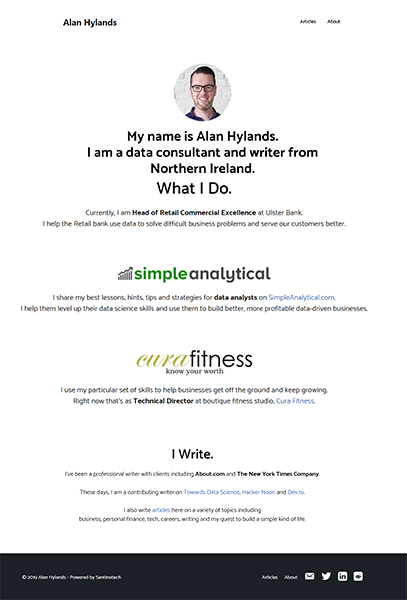 Alan Hylands
Articles About
My name is Alan Hylands.
I am a data consultant and writer from
Northern Ireland.
What I Do.
Currently, I am Head of Retail Commercial Excellence at Ulster Bank.
I help the Retail bank use data to solve difficult business problems and serve our customers better.
simpleanalytical
I share my best lessons, hints, tips and strategies for data analysts on SimpleAnalytical.com.
I help them level up their data science skills and use them to build better, more profitable data-driven businesses.
curafitness
know your worth
I use my particular set of skills to help businesses get off the ground and keep growing.
Right now that's as Technical Director at boutique fitness studio, Cura Fitness.
I Write.
I've been a professional writer with clients including About.com and The New York Times Company.
These days, I am a contributing writer on Towards Data Science, Hacker Noon and Dev.to.
I also write articles here on a variety of topics including
business, personal finance, tech, careers, writing and my quest to build a simple kind of life.
© 2019 Alan Hylands - Powered by Santinotech
Articles About